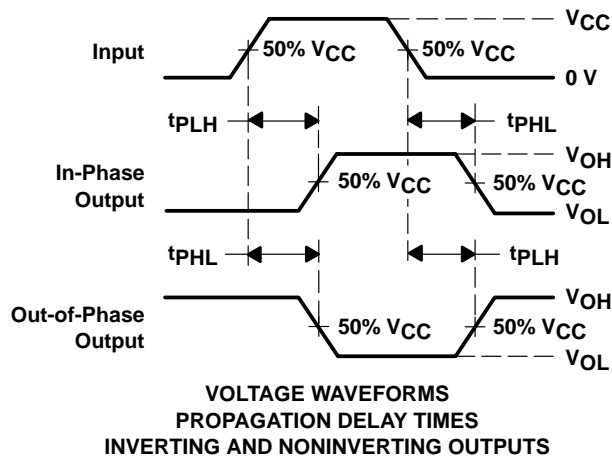 VCC
Input
50% VCC
50% VCC
0 V
tPLH
tPHL
VOH
In-Phase
Output
50% VCC
50% VCC
VOL
tPHL
tPLH
VOH
Out-of-Phase
Output
50% VCC
50% VCC
VOL
VOLTAGE WAVEFORMS
PROPAGATION DELAY TIMES
INVERTING AND NONINVERTING OUTPUTS